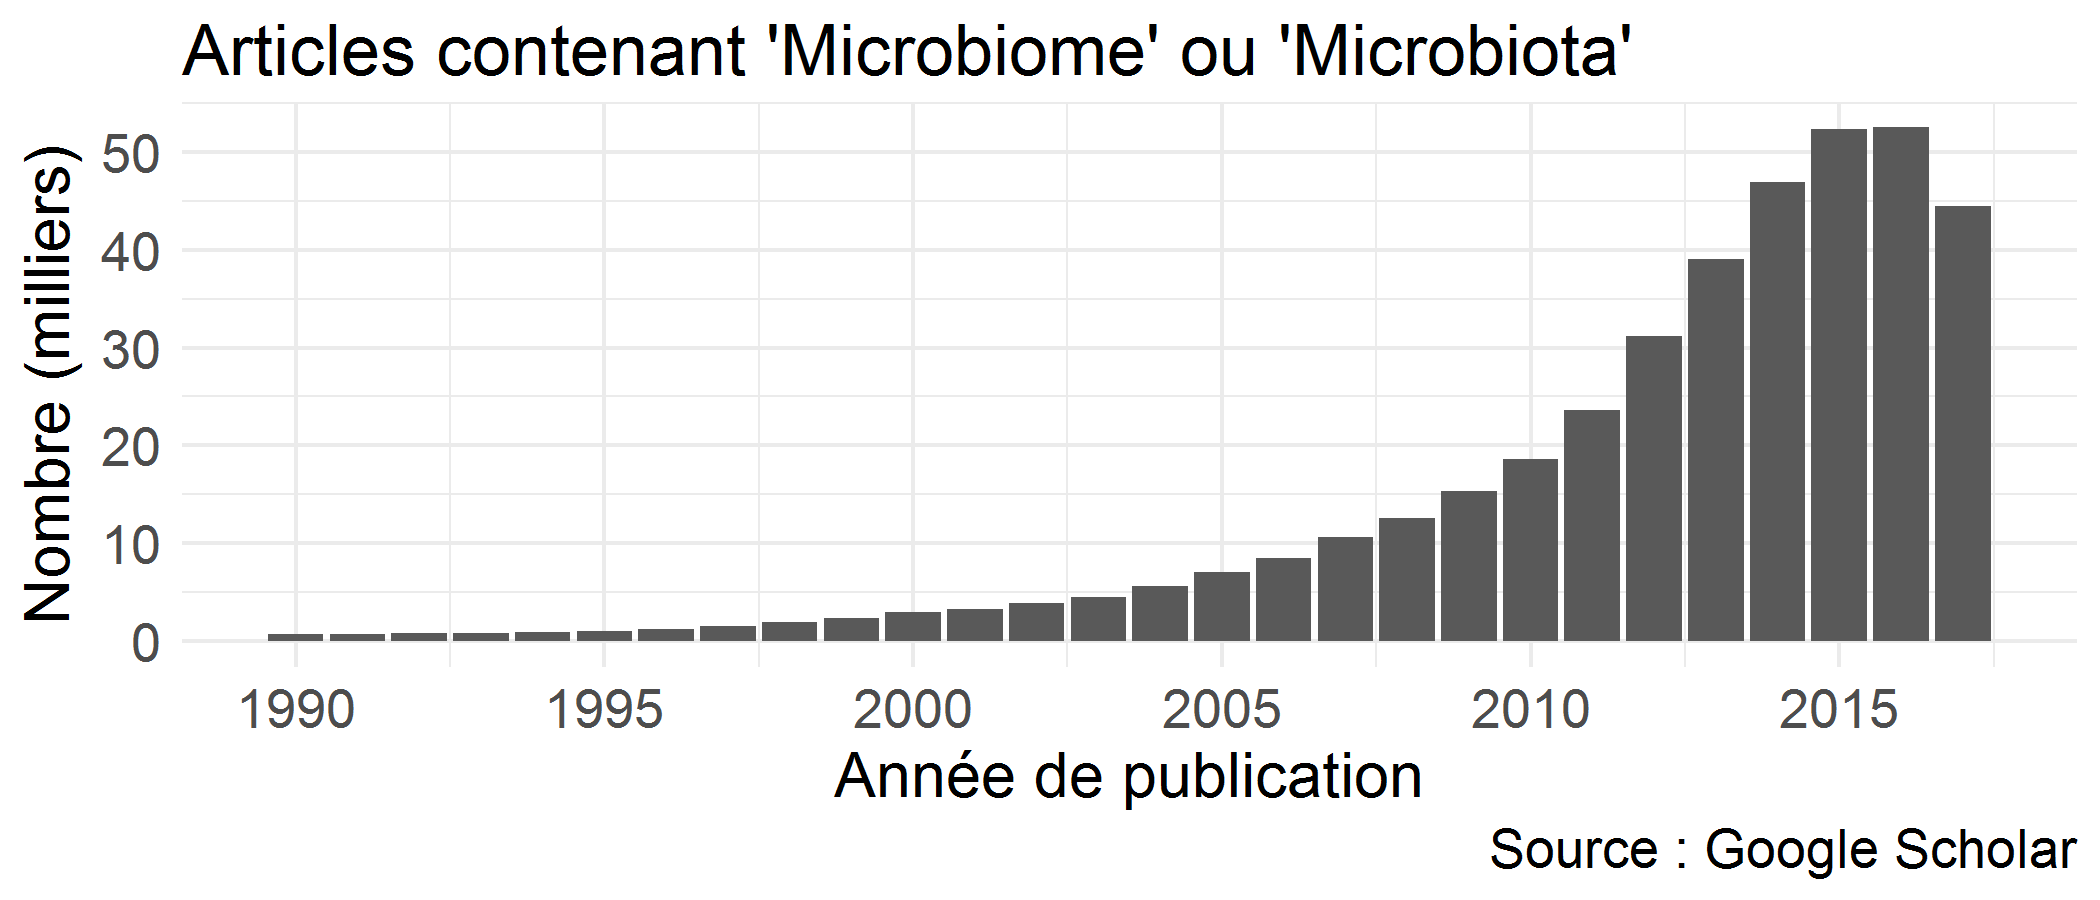 Articles contenant 'Microbiome' ou 'Microbiota'
Nombre (milliers)
50
40
30
20
10
0
1990 1995 2000 2005 2010 2015
Année de publication
Source : Google Scholar